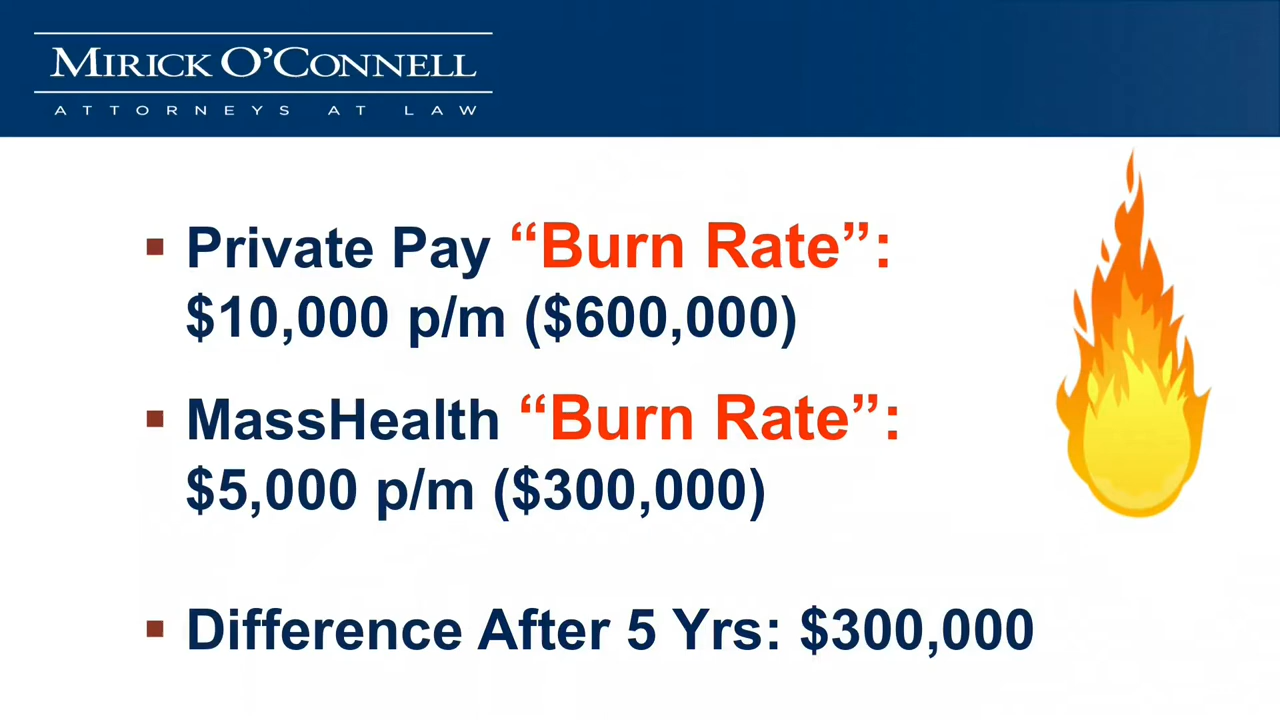 MIRICK O’CONNELL
ATTORNEYS AT LAW
▪ Private Pay “Burn Rate”:
$10,000 p/m ($600,000)
▪ MassHealth “Burn Rate”:
$5,000 p/m ($300,000)
▪ Difference After 5 Yrs: $300,000